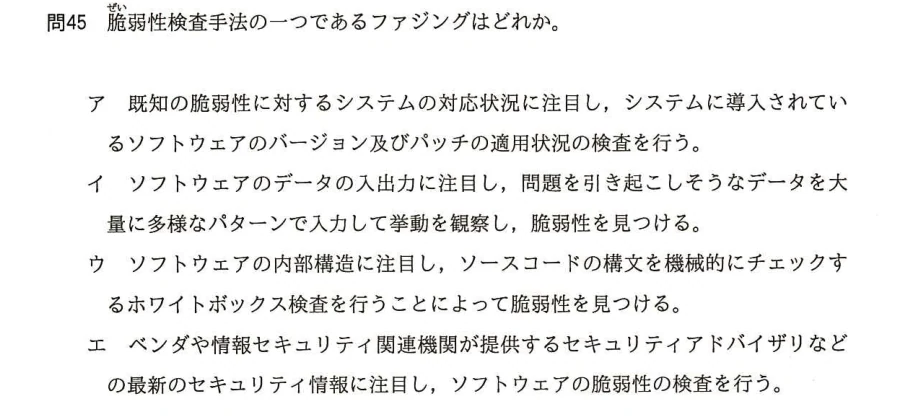 問45 脆弱性検査手法の一つであるファジングはどれか。
ぜい
ア 既知の脆弱性に対するシステムの対応状況に注目し，システムに導入されてい
るソフトウェアのバージョン及びパッチの適用状況の検査を行う。
イ ソフトウェアのデータの入出力に注目し，問題を引き起こしそうなデータを大
量に多様なパターンで入力して挙動を観察し，脆弱性を見つける。
ウ ソフトウェアの内部構造に注目し，ソースコードの構文を機械的にチェックす
るホワイトボックス検査を行うことによって脆弱性を見つける。
エ ベンダや情報セキュリティ関連機関が提供するセキュリティアドバイザリなど
の最新のセキュリティ情報に注目し，ソフトウェアの脆弱性の検査を行う。